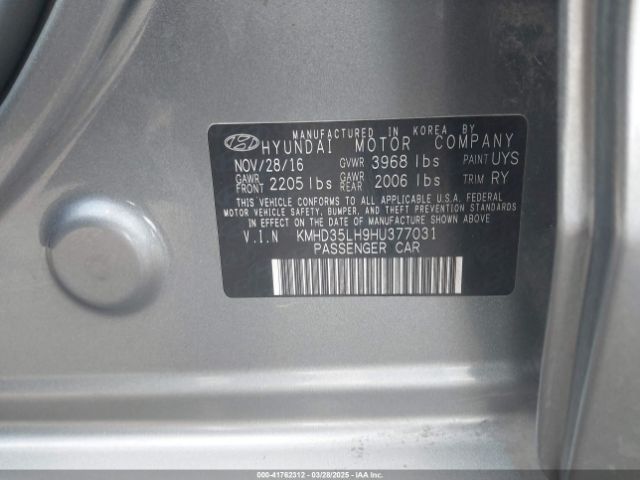 MANUFACTURED IN KOREA BY
HYUNDAI MOTOR COMPANY
NOV/28/16 GVWR 3968 lbs PAINT UYS
GAWR FRONT 2205 lbs GAWR REAR 2006 lbs TRIM RY
THIS VEHICLE CONFORMS TO ALL APPLICABLE U.S.A. FEDERAL
MOTOR VEHICLE SAFETY, BUMPER, AND THEFT PREVENTION STANDARDS
IN EFFECT ON THE DATE OF MANUFACTURE SHOWN ABOVE.
V.I.N KMHD35LH9HU377031
PASSENGER CAR
000-41762312 - 03/28/2025 - IAA Inc.